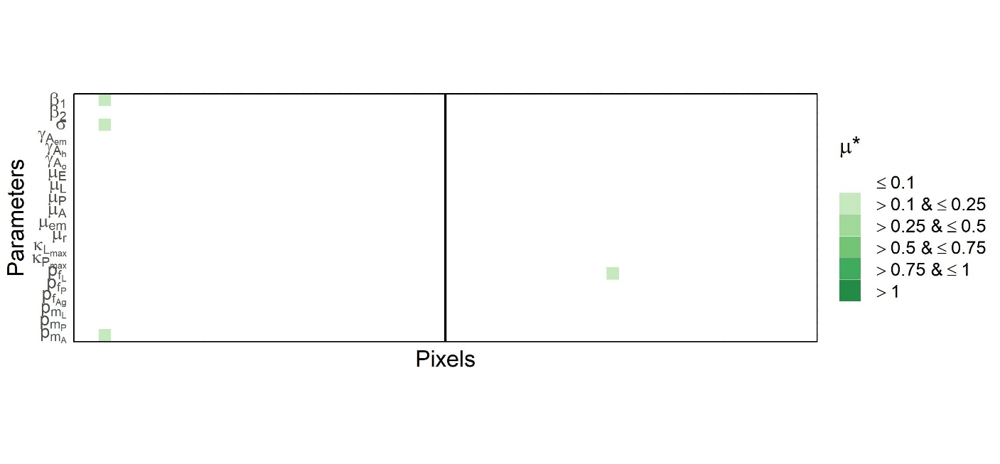 Parameters
β1
β2
σ
γAem
γAh
γAo
μE
μL
μP
μA
μem
μr
κLmax
κPmax
pfL
pfP
pfAg
pmL
pmP
pmA
Pixels
μ*
≤ 0.1
> 0.1 & ≤ 0.25
> 0.25 & ≤ 0.5
> 0.5 & ≤ 0.75
> 0.75 & ≤ 1
> 1